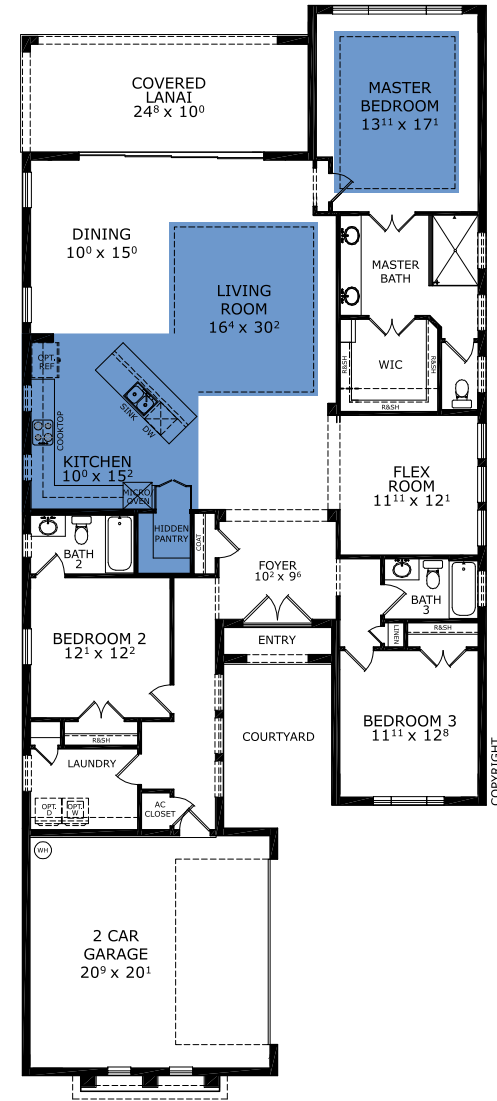 MASTER
BEDROOM
13¹¹ x 17¹
COVERED
LANAI
24⁸ x 10⁰
DINING
10⁰ x 15⁰
LIVING
ROOM
16⁴ x 30²
MASTER
BATH
OPT.
REF
R&SH
WIC
R&SH
R&SH
SINK
DW
COOKTOP
KITCHEN
10⁰ x 15²
MICRO
OVEN
FLEX
ROOM
11¹¹ x 12¹
HIDDEN
PANTRY
COAT
BATH
2
FOYER
10² x 9⁶
BATH
3
LINEN
R&SH
ENTRY
BEDROOM 2
12¹ x 12²
BEDROOM 3
11¹¹ x 12⁸
COURTYARD
R&SH
LAUNDRY
OPT.
D
OPT.
W
AC
CLOSET
COPYRIGHT
WH
2 CAR
GARAGE
20⁹ x 20¹